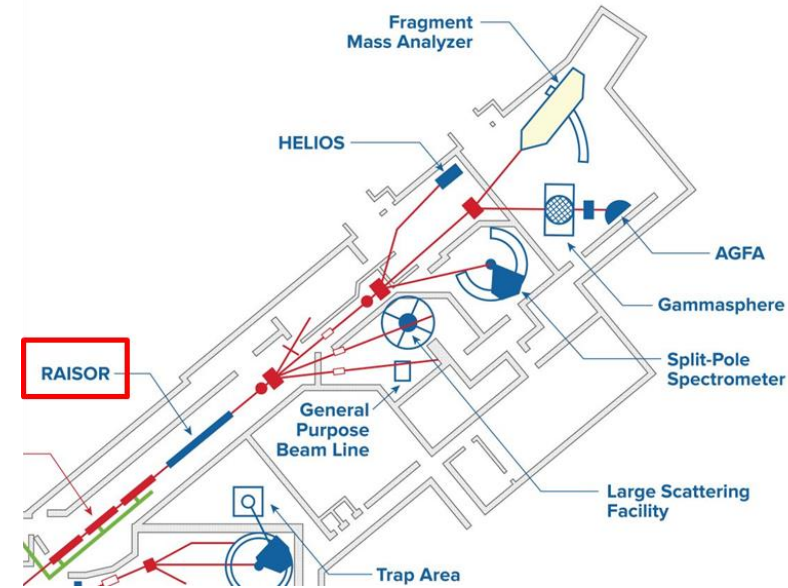 Fragment
Mass Analyzer
HELIOS
AGFA
Gammasphere
RAISOR
Split-Pole
Spectrometer
General
Purpose
Beam Line
Large Scattering
Facility
Trap Area